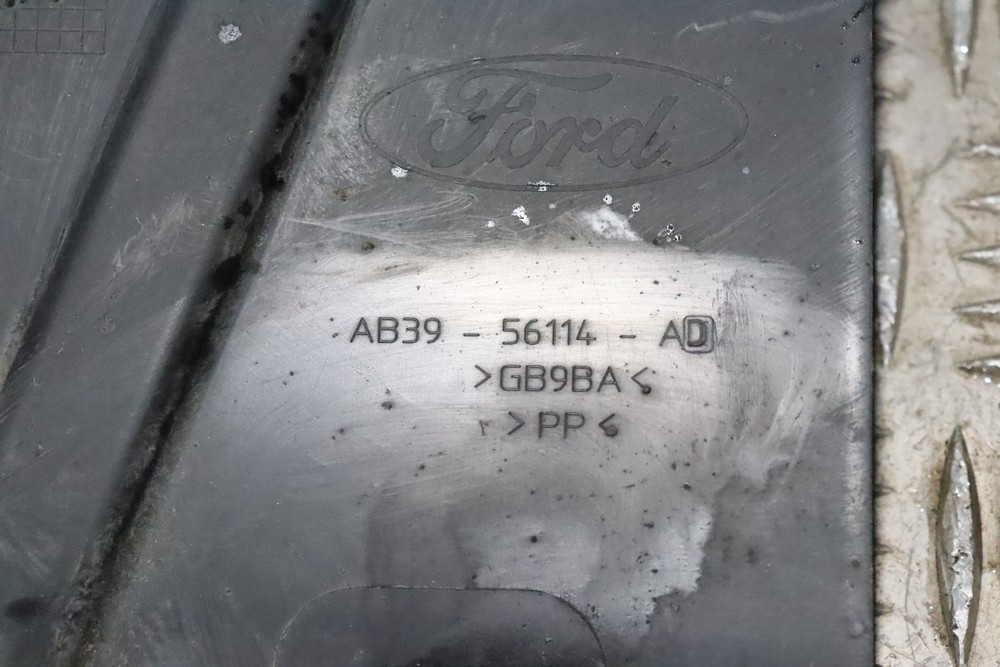 Ford
AB39 - 56114 - AD
>GB9BA<
>PP<